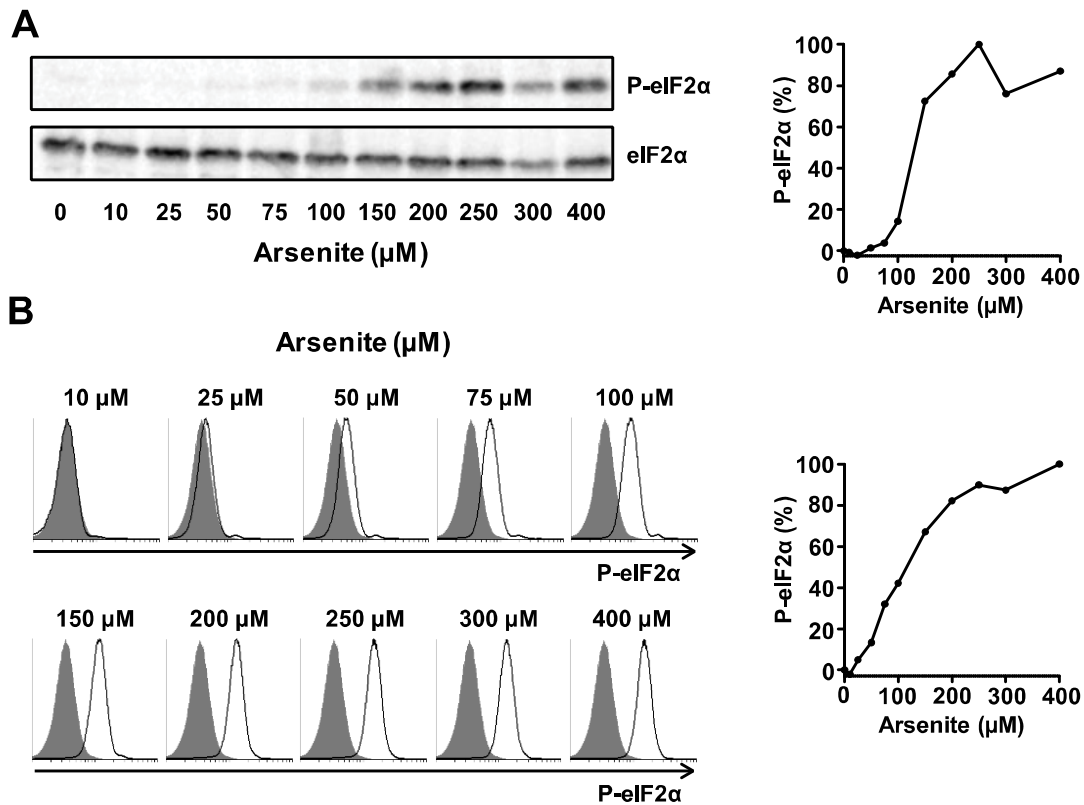 A
P-eIF2α
eIF2α
0 10 25 50 75 100 150 200 250 300 400
Arsenite (µM)
P-eIF2α (%)
100
80
60
40
20
0
0 100 200 300 400
Arsenite (µM)
B
Arsenite (µM)
10 µM 25 µM 50 µM 75 µM 100 µM
P-eIF2α
150 µM 200 µM 250 µM 300 µM 400 µM
P-eIF2α
P-eIF2α (%)
100
80
60
40
20
0
0 100 200 300 400
Arsenite (µM)